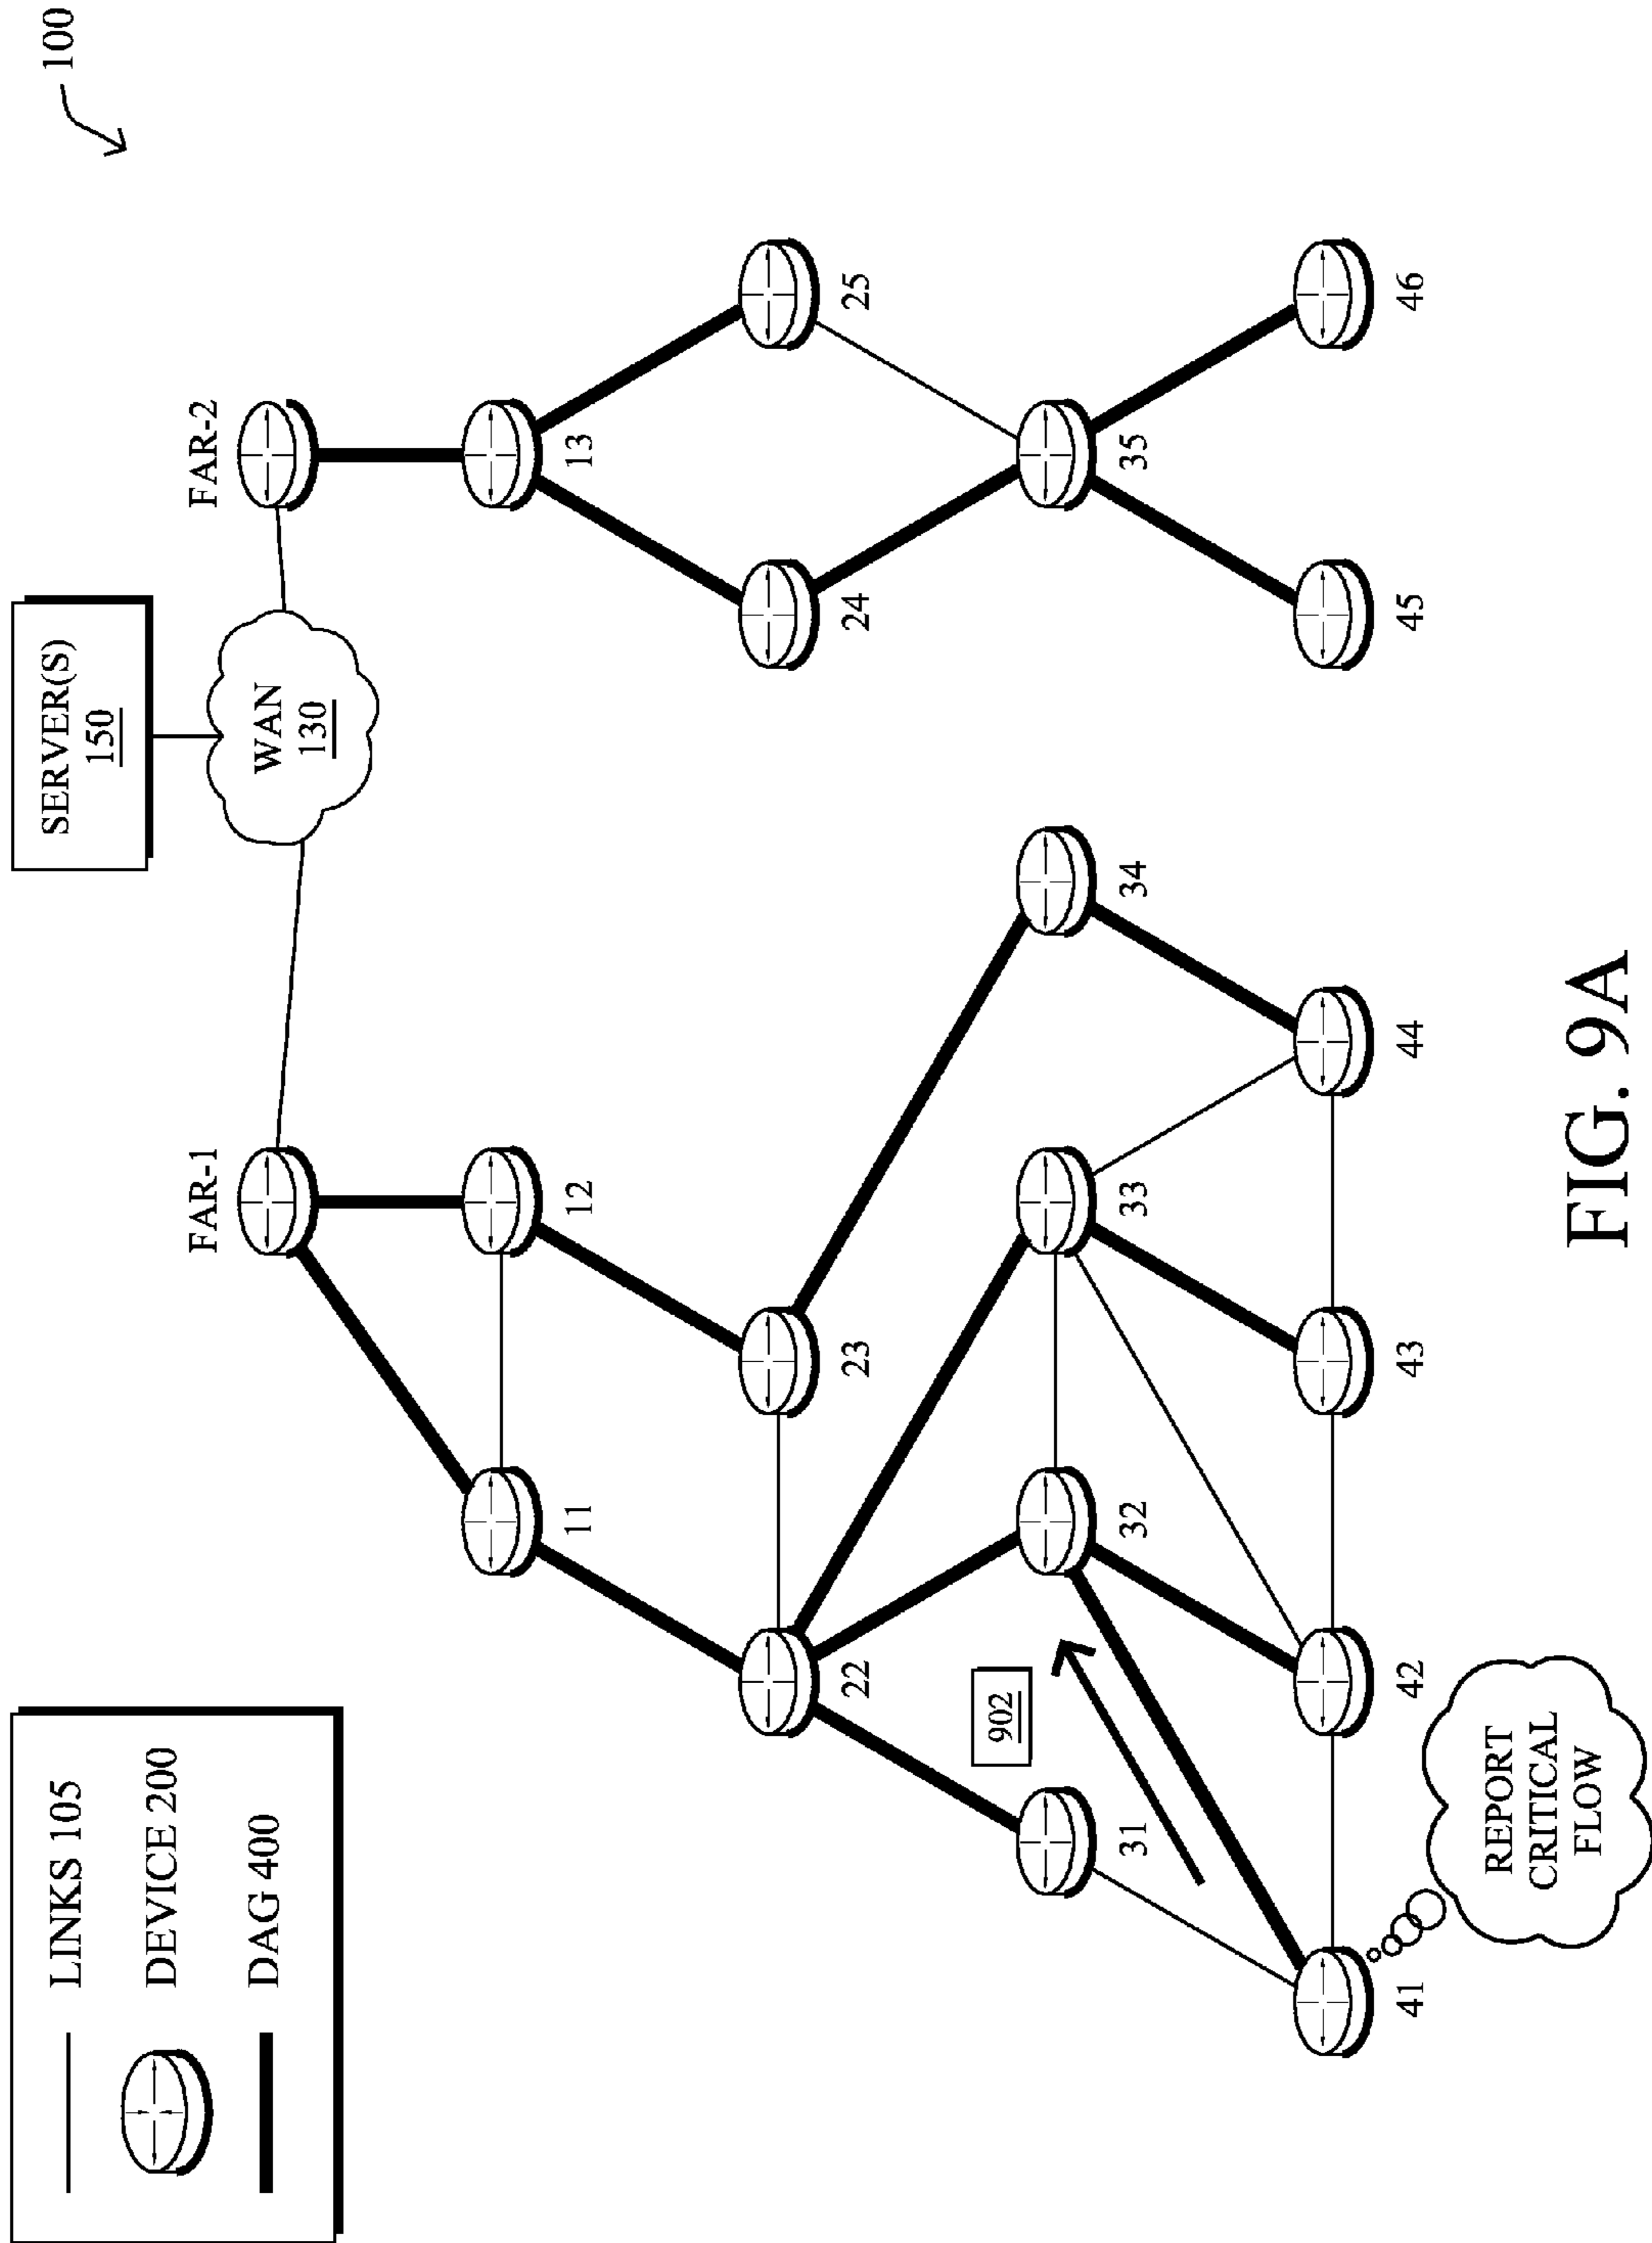 100
LINKS 105
DEVICE 200
DAG 400
SERVER(S)
150
WAN
130
FAR-1
FAR-2
11
12
13
22
23
24
25
902
31
32
33
34
35
41
42
43
44
45
46
REPORT
CRITICAL
FLOW
FIG. 9A